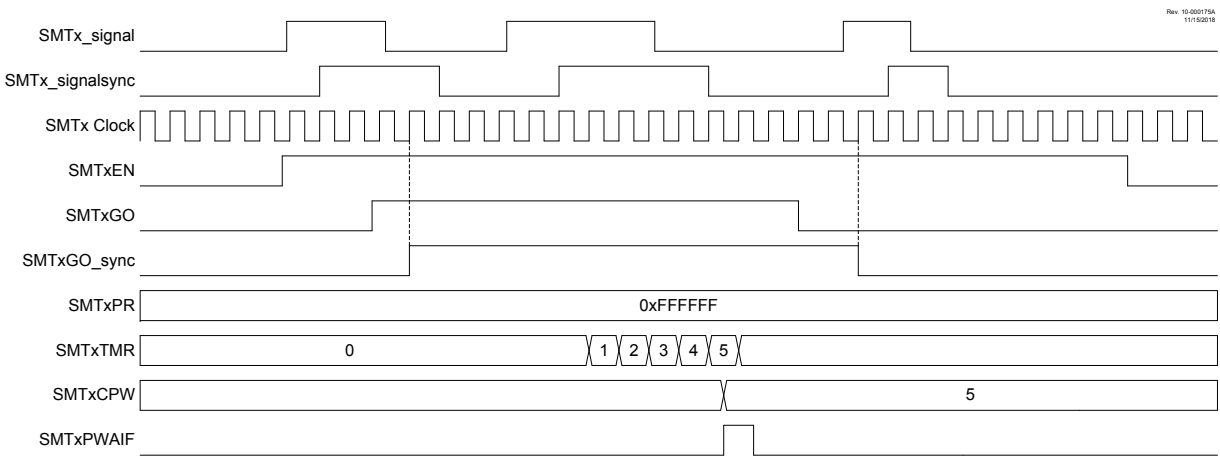 Rev. 10-000175A
11/15/2018
SMTx_signal
SMTx_signalsync
SMTx Clock
SMTxEN
SMTxGO
SMTxGO_sync
SMTxPR 0xFFFFFF
SMTxTMR 0 1 2 3 4 5
SMTxCPW 5
SMTxPWAIF